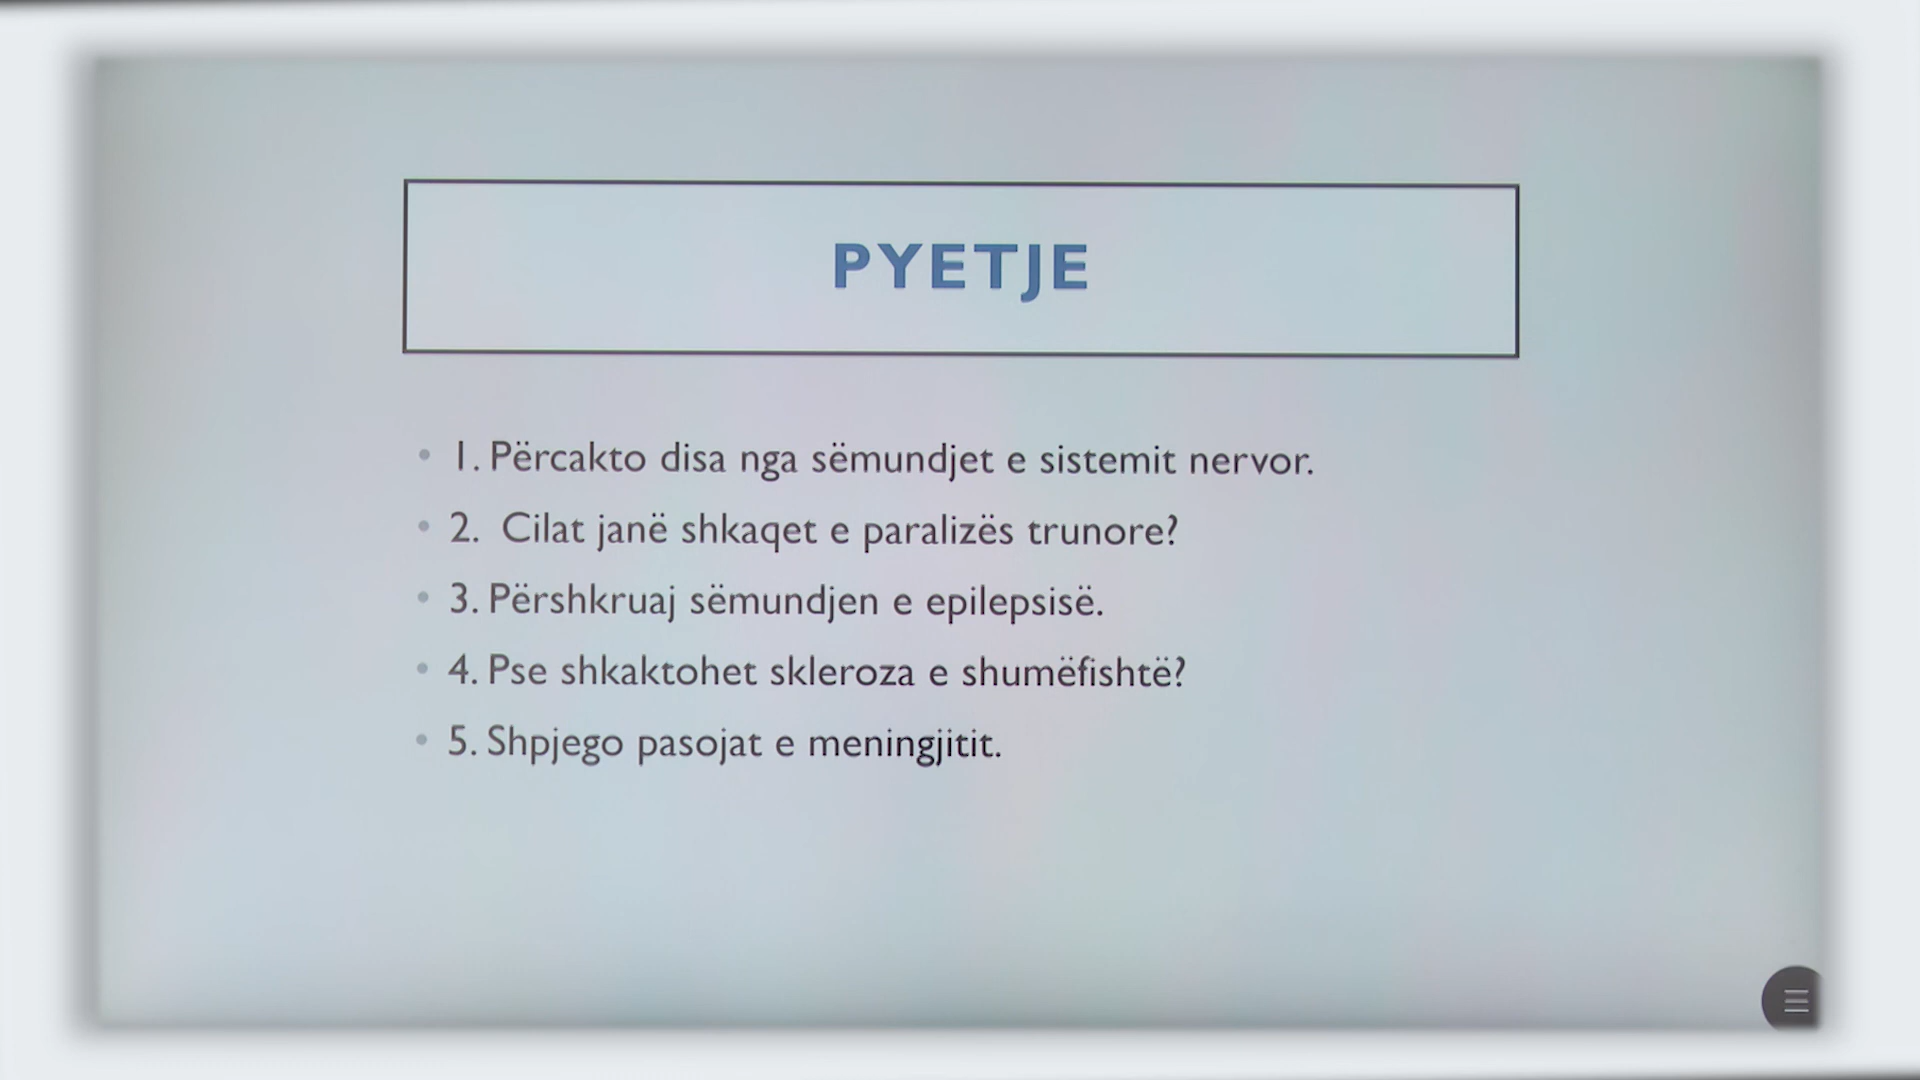 PYETJE
• 1. Përcakto disa nga sëmundjet e sistemit nervor.
• 2. Cilat janë shkaqet e paralizës trunore?
• 3. Përshkruaj sëmundjen e epilepsisë.
• 4. Pse shkaktohet skleroza e shumëfishtë?
• 5. Shpjego pasojat e meningjitit.